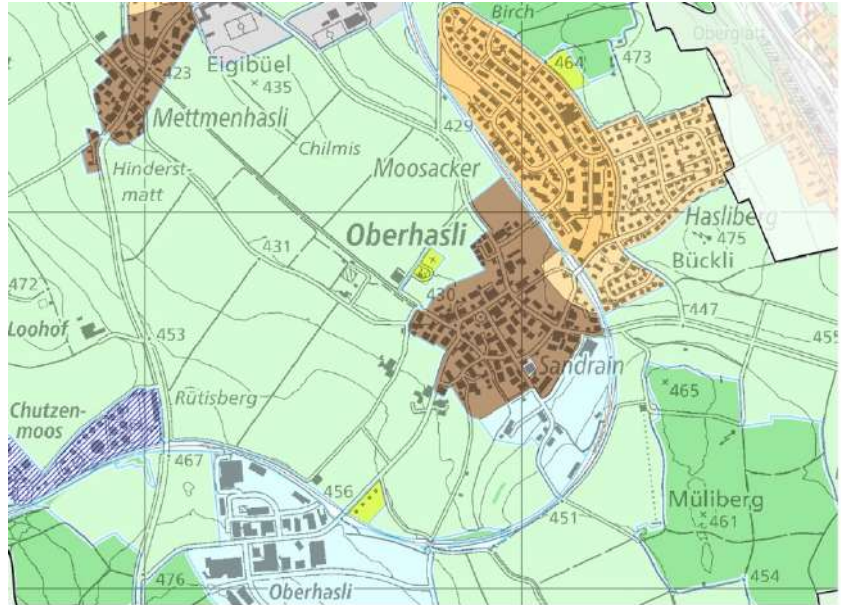 Birch
Oberglatt
464
473
Eigibüel
435
423
Mettmenhasli
429
Chilmis
Moosacker
Hinderst-
matt
Hasliberg
475
Oberhasli
431
Bückli
472
430
447
Loohof
453
455
Sandrain
465
Rütisberg
Chutzen-
moos
467
456
451
Müliberg
461
476
454
Oberhasli